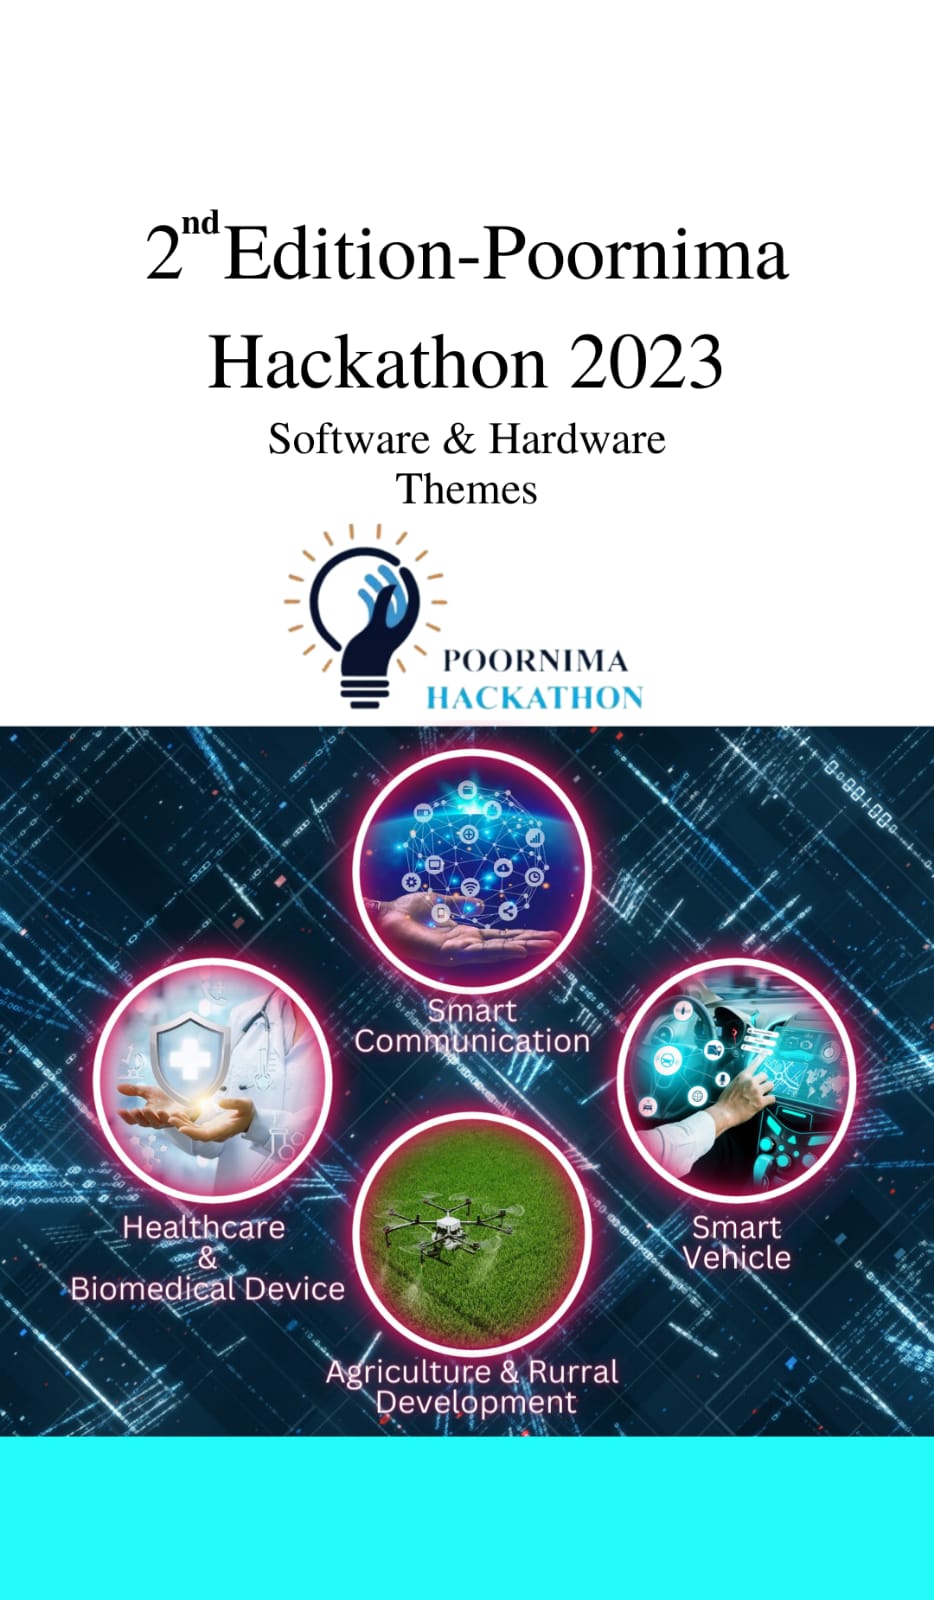 2nd Edition-Poornima
Hackathon 2023
Software & Hardware
Themes
POORNIMA
HACKATHON
Smart
Communication
Healthcare
&
Biomedical Device
Smart
Vehicle
Agriculture & Rurral
Development